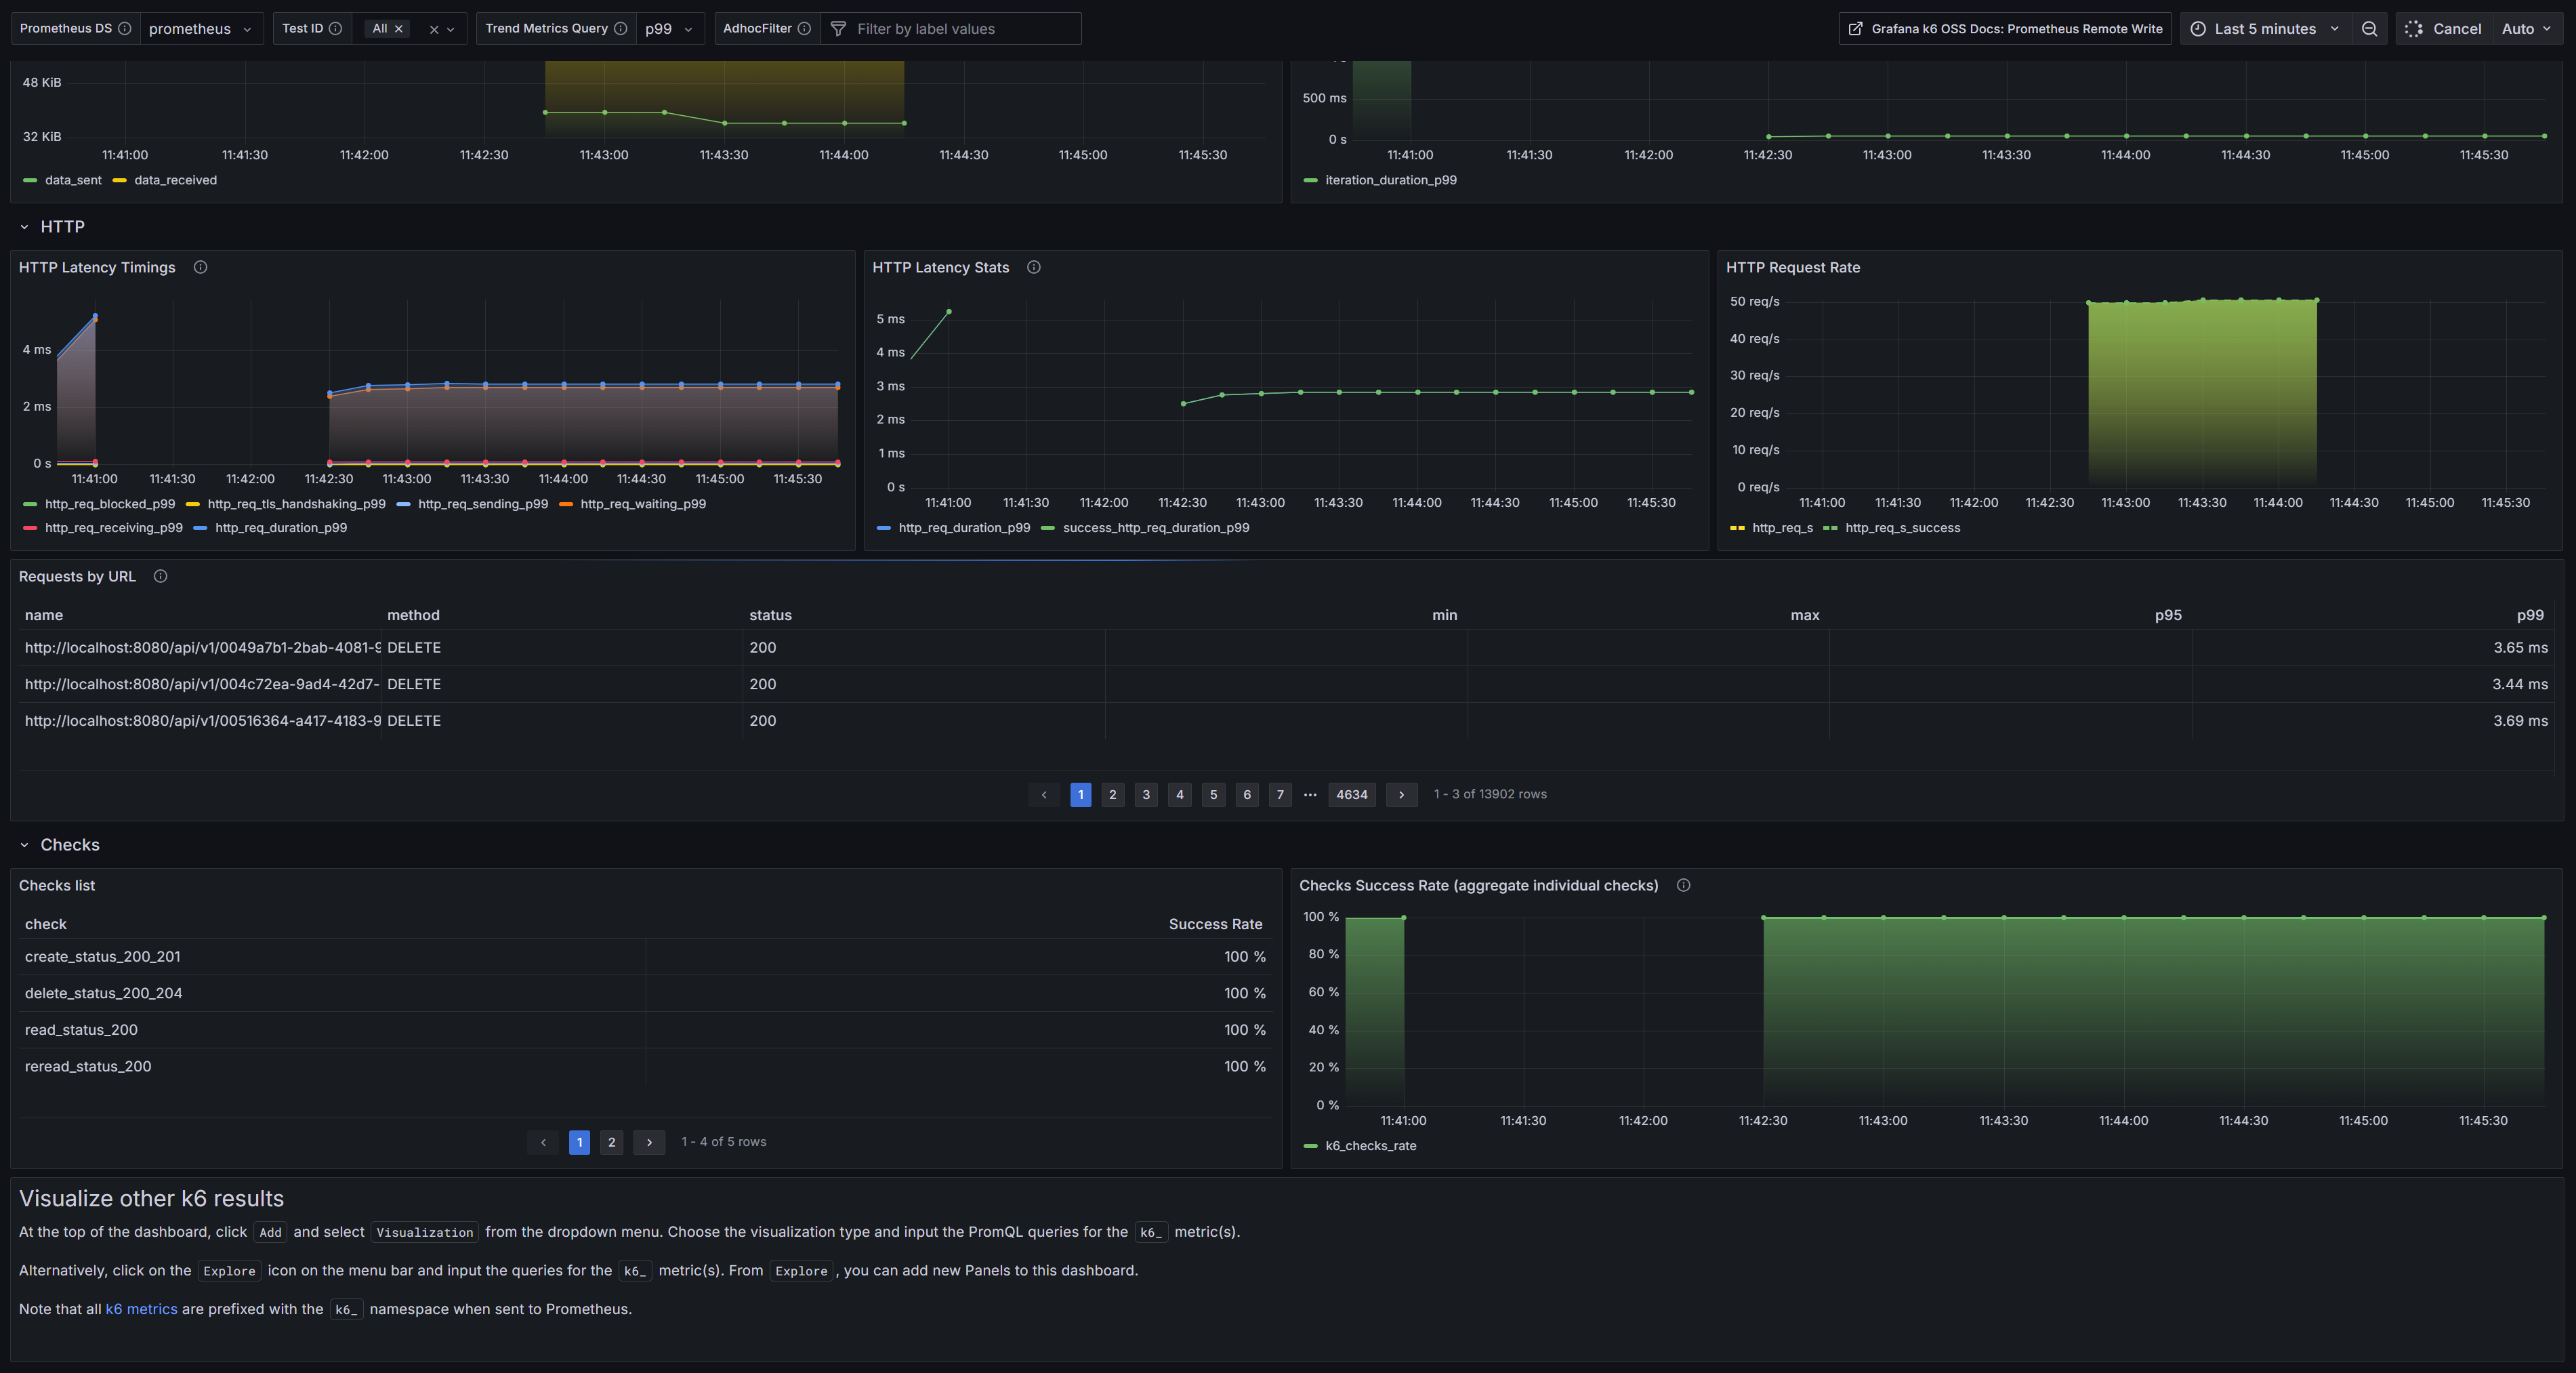 Prometheus DS prometheus Test ID All Trend Metrics Query p99 AdhocFilter Filter by label values Grafana k6 OSS Docs: Prometheus Remote Write Last 5 minutes Cancel Auto
48 KiB
32 KiB
11:41:00 11:41:30 11:42:00 11:42:30 11:43:00 11:43:30 11:44:00 11:44:30 11:45:00 11:45:30
data_sent data_received
500 ms
0 s
11:41:00 11:41:30 11:42:00 11:42:30 11:43:00 11:43:30 11:44:00 11:44:30 11:45:00 11:45:30
iteration_duration_p99
HTTP
HTTP Latency Timings
4 ms
2 ms
0 s
11:41:00 11:41:30 11:42:00 11:42:30 11:43:00 11:43:30 11:44:00 11:44:30 11:45:00 11:45:30
http_req_blocked_p99 http_req_tls_handshaking_p99 http_req_sending_p99 http_req_waiting_p99
http_req_receiving_p99 http_req_duration_p99
HTTP Latency Stats
5 ms
4 ms
3 ms
2 ms
1 ms
0 s
11:41:00 11:41:30 11:42:00 11:42:30 11:43:00 11:43:30 11:44:00 11:44:30 11:45:00 11:45:30
http_req_duration_p99 success_http_req_duration_p99
HTTP Request Rate
50 req/s
40 req/s
30 req/s
20 req/s
10 req/s
0 req/s
11:41:00 11:41:30 11:42:00 11:42:30 11:43:00 11:43:30 11:44:00 11:44:30 11:45:00 11:45:30
http_req_s http_req_s_success
Requests by URL
name method status min max p95 p99
http://localhost:8080/api/v1/0049a7b1-2bab-4081-9 DELETE 200 3.65 ms
http://localhost:8080/api/v1/004c72ea-9ad4-42d7- DELETE 200 3.44 ms
http://localhost:8080/api/v1/00516364-a417-4183-9 DELETE 200 3.69 ms
1 2 3 4 5 6 7 ... 4634 1 - 3 of 13902 rows
Checks
Checks list
check Success Rate
create_status_200_201 100 %
delete_status_200_204 100 %
read_status_200 100 %
reread_status_200 100 %
1 2 1 - 4 of 5 rows
Checks Success Rate (aggregate individual checks)
100 %
80 %
60 %
40 %
20 %
0 %
11:41:00 11:41:30 11:42:00 11:42:30 11:43:00 11:43:30 11:44:00 11:44:30 11:45:00 11:45:30
k6_checks_rate
Visualize other k6 results
At the top of the dashboard, click Add and select Visualization from the dropdown menu. Choose the visualization type and input the PromQL queries for the k6_ metric(s).
Alternatively, click on the Explore icon on the menu bar and input the queries for the k6_ metric(s). From Explore, you can add new Panels to this dashboard.
Note that all k6 metrics are prefixed with the k6_ namespace when sent to Prometheus.